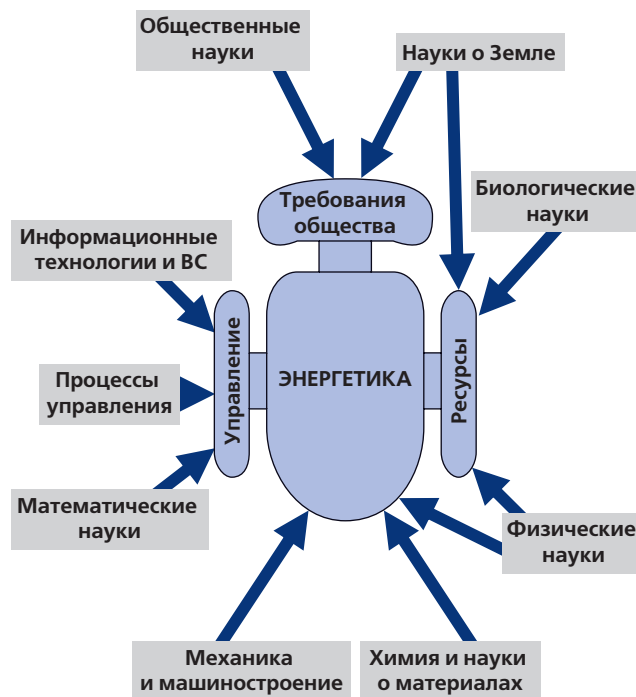 Общественные
науки
Науки о Земле
Требования
общества
Биологические
науки
Информационные
технологии и ВС
Управление
ЭНЕРГЕТИКА
Ресурсы
Процессы
управления
Математические
науки
Физические
науки
Механика
и машиностроение
Химия и науки
о материалах